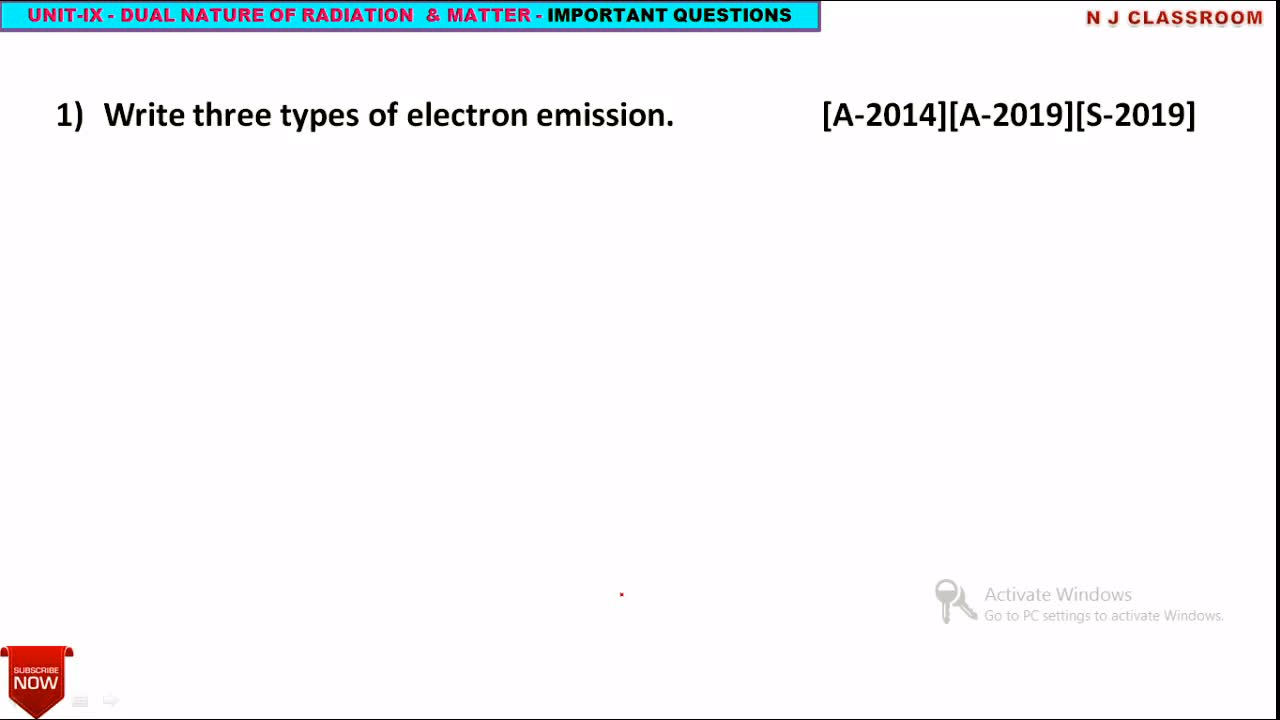 UNIT-IX - DUAL NATURE OF RADIATION & MATTER - IMPORTANT QUESTIONS
N J CLASSROOM
1) Write three types of electron emission. [A-2014][A-2019][S-2019]
Activate Windows
Go to PC settings to activate Windows.
SUBSCRIBE
NOW